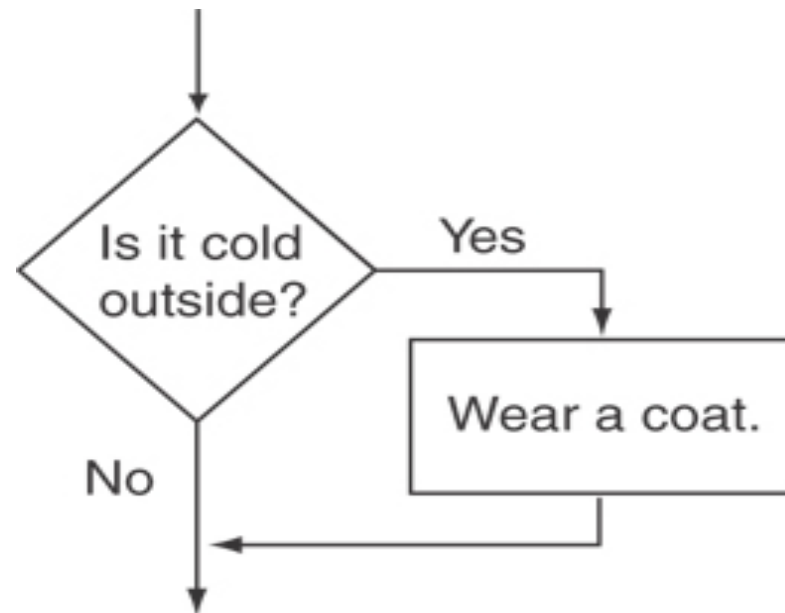 Is it cold
outside?
Yes
Wear a coat.
No